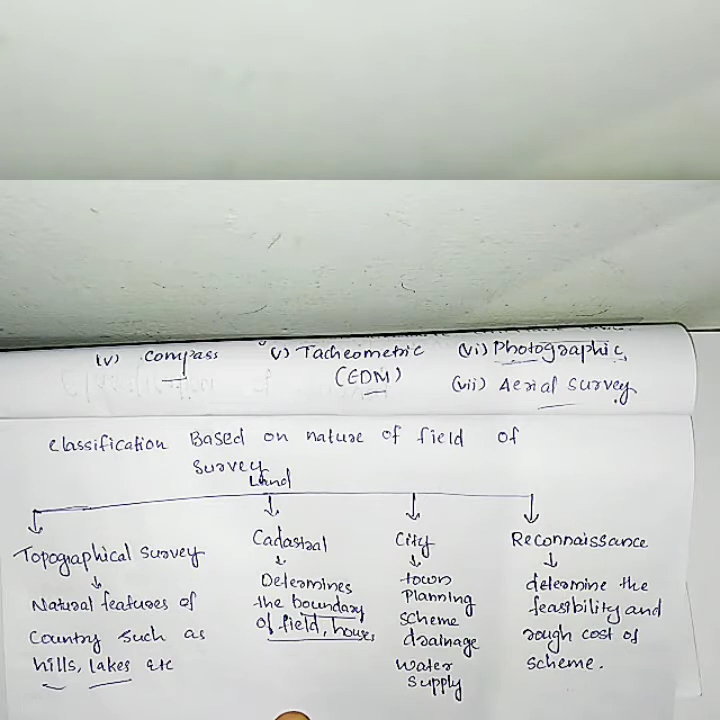 (v) Compass (v) Tacheometric (vi) Photographic,
(EDM) (vii) Aerial survey
Classification Based on nature of field of
survey
Land
Topographical survey
↓
Natural features of
Country such as
hills, lakes etc
Cadastral
↓
Determines
the boundary
of field, houses
City
↓
town
Planning
scheme
drainage
water
supply
Reconnaissance
↓
determine the
feasibility and
rough cost of
scheme.